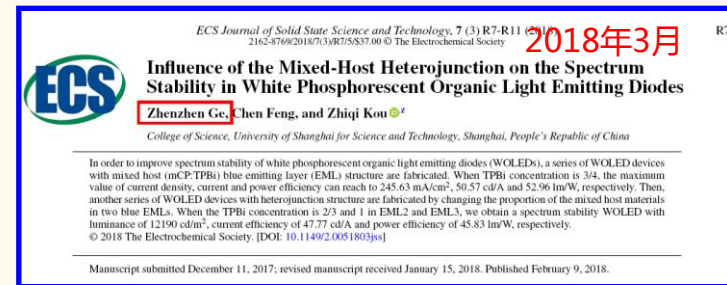 ECS Journal of Solid State Science and Technology, 7 (3) R7-R11 (2018)
R7
2162-8769/2018/7(3)/R7/5/$37.00 © The Electrochemical Society
2018年3月
ECS
Influence of the Mixed-Host Heterojunction on the Spectrum
Stability in White Phosphorescent Organic Light Emitting Diodes
Zhenzhen Ge, Chen Feng, and Zhiqi Kou z
College of Science, University of Shanghai for Science and Technology, Shanghai, People's Republic of China
In order to improve spectrum stability of white phosphorescent organic light emitting diodes (WOLEDs), a series of WOLED devices
with mixed host (mCP:TPBi) blue emitting layer (EML) structure are fabricated. When TPBi concentration is 3/4, the maximum
value of current density, current and power efficiency can reach to 245.63 mA/cm², 50.57 cd/A and 52.96 lm/W, respectively. Then,
another series of WOLED devices with heterojunction structure are fabricated by changing the proportion of the mixed host materials
in two blue EMLs. When the TPBi concentration is 2/3 and 1 in EML2 and EML3, we obtain a spectrum stability WOLED with
luminance of 12190 cd/m², current efficiency of 47.77 cd/A and power efficiency of 45.83 lm/W, respectively.
© 2018 The Electrochemical Society. [DOI: 10.1149/2.0051803jss]
Manuscript submitted December 11, 2017; revised manuscript received January 15, 2018. Published February 9, 2018.